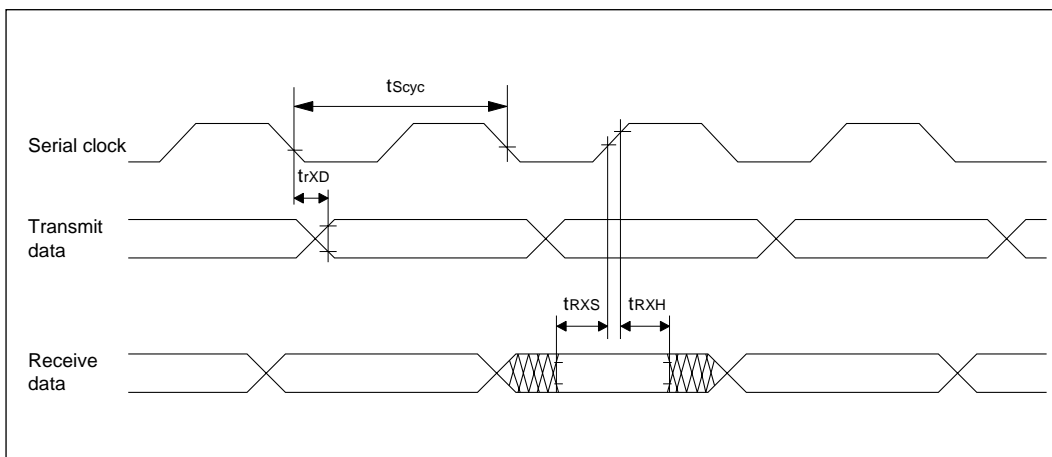 tScyc
Serial clock
trXD
Transmit
data
tRXS
tRXH
Receive
data